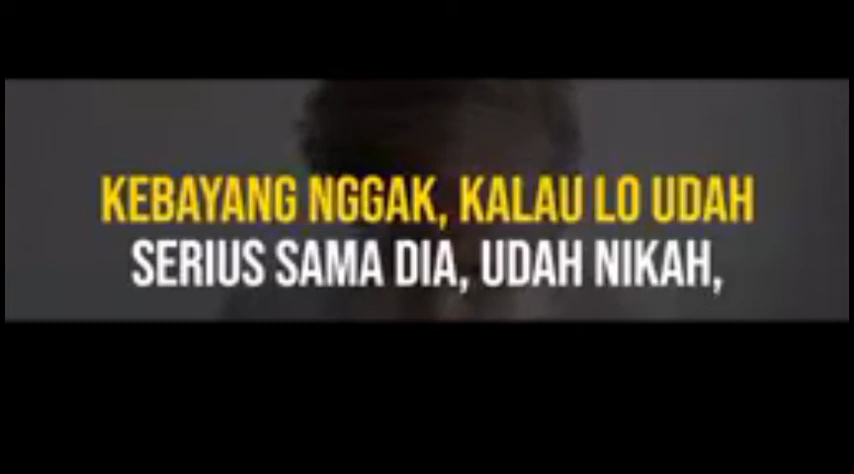 KEBAYANG NGGAK, KALAU LO UDAH
SERIUS SAMA DIA, UDAH NIKAH,